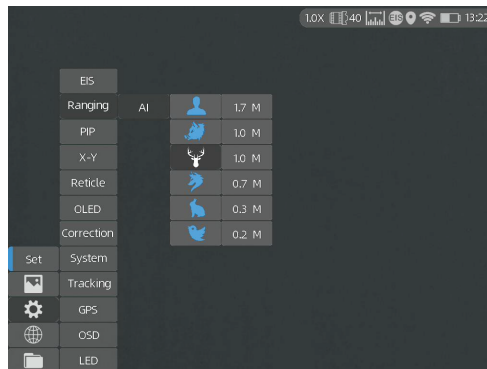 1.0X 40 EIS 13:22
EIS
Ranging AI 1.7 M
PIP 1.0 M
X-Y 1.0 M
Reticle 0.7 M
OLED 0.3 M
Correction 0.2 M
Set System
Tracking
GPS
OSD
LED